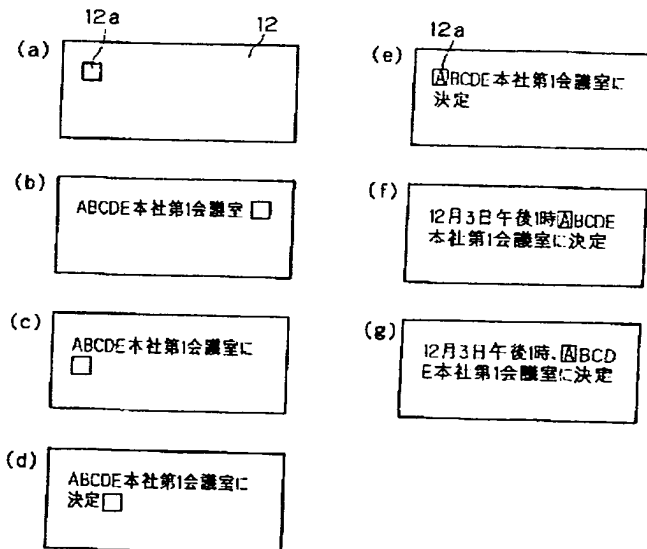 12a
12
(a)
(b)
ABCDE本社第1会議室
(c)
ABCDE本社第1会議室に
(d)
ABCDE本社第1会議室に
決定
(e)
12a
ABCDE本社第1会議室に
決定
(f)
12月3日午後1時ABCDE
本社第1会議室に決定
(g)
12月3日午後1時、ABCD
E本社第1会議室に決定